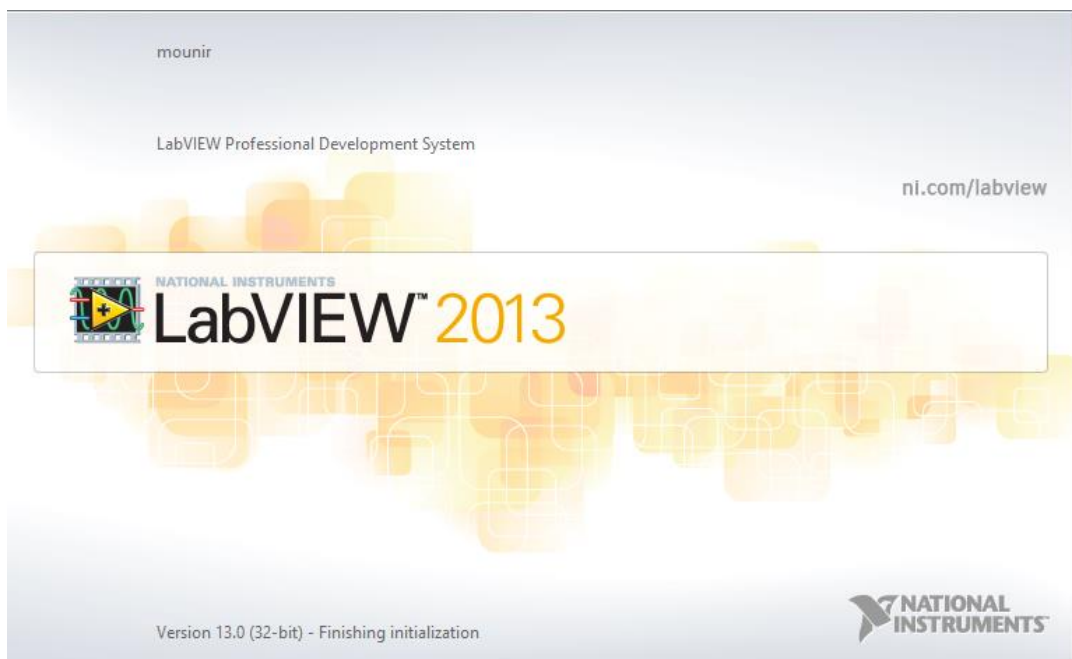 mounir
LabVIEW Professional Development System
ni.com/labview
NATIONAL INSTRUMENTS
LabVIEW™ 2013
Version 13.0 (32-bit) - Finishing initialization
NATIONAL
INSTRUMENTS™